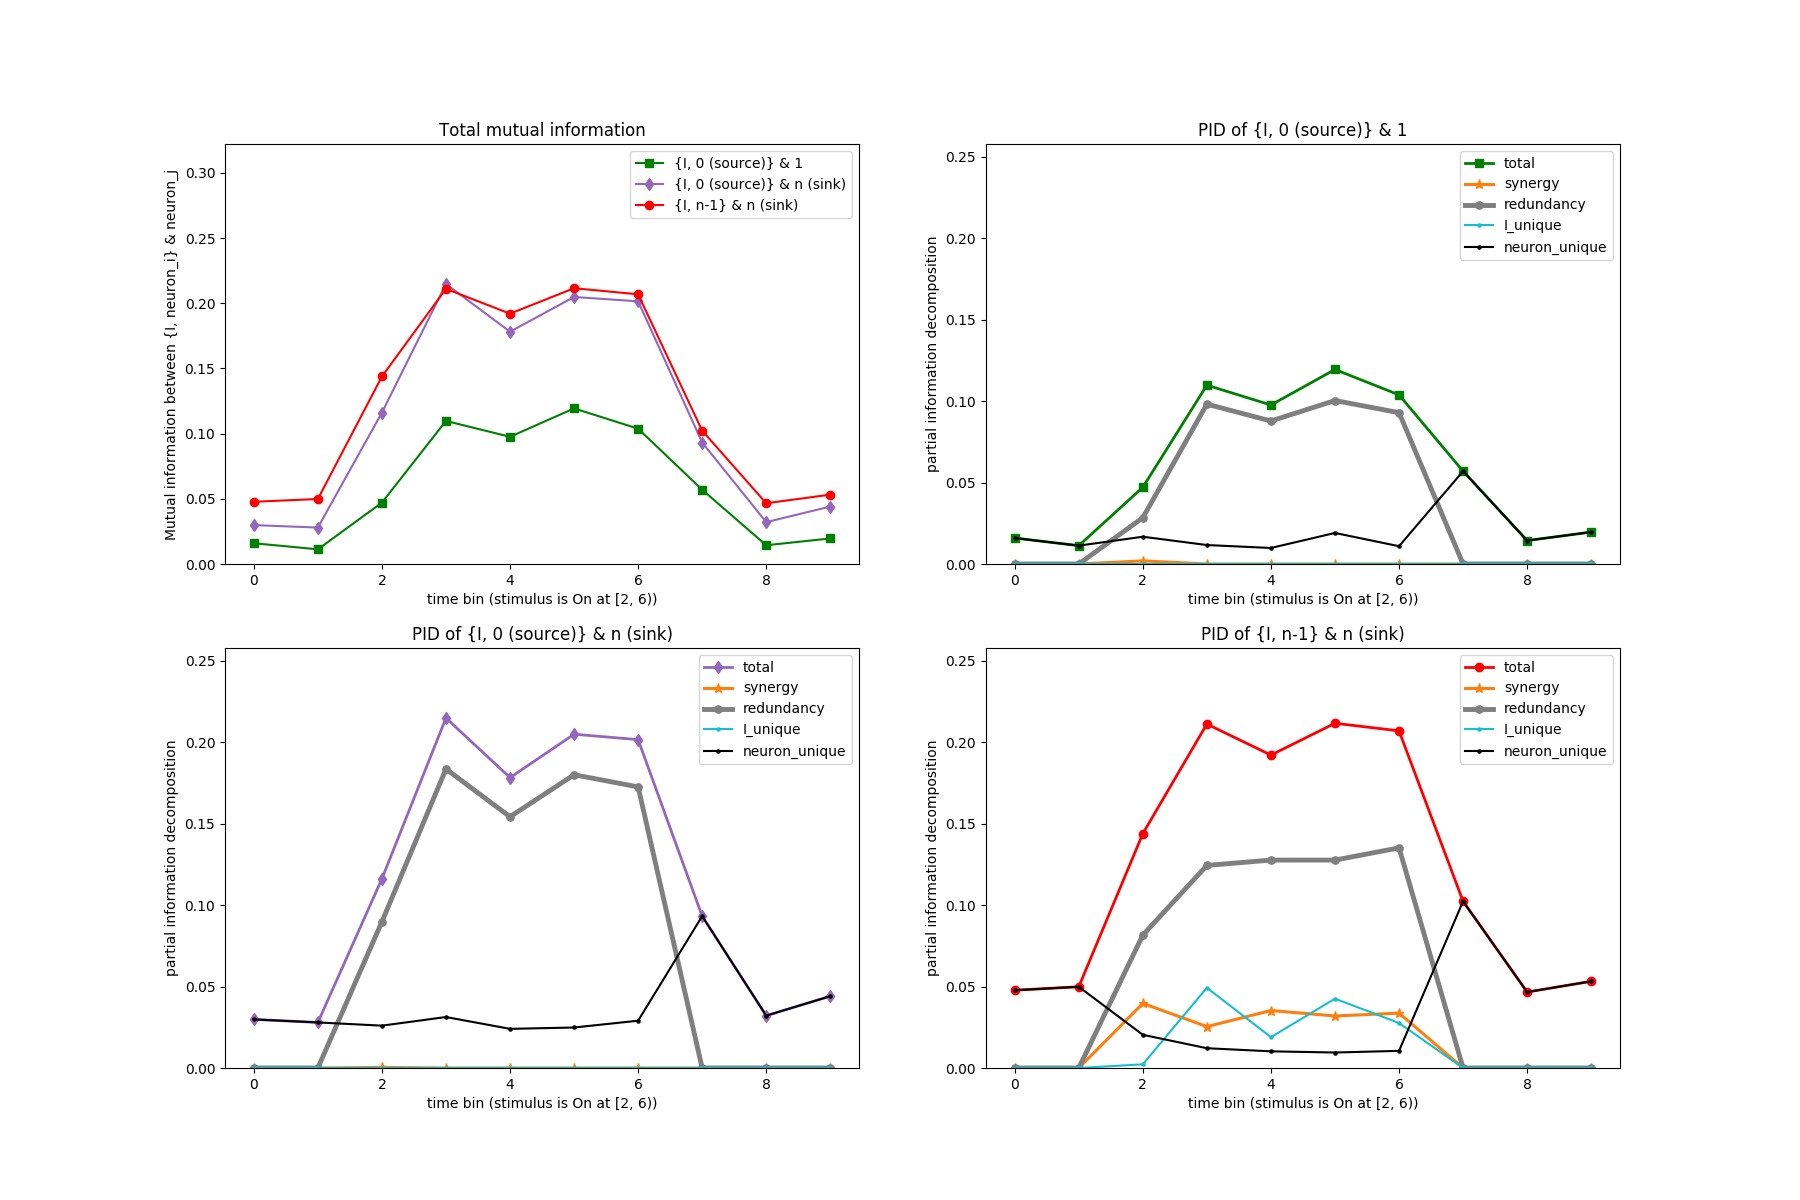 Total mutual information
Mutual information between {I, neuron_i} & neuron_j
0.30
0.25
0.20
0.15
0.10
0.05
0.00
{I, 0 (source)} & 1
{I, 0 (source)} & n (sink)
{I, n-1} & n (sink)
0 2 4 6 8
time bin (stimulus is On at [2, 6))
PID of {I, 0 (source)} & 1
partial information decomposition
0.25
0.20
0.15
0.10
0.05
0.00
total
synergy
redundancy
I_unique
neuron_unique
0 2 4 6 8
time bin (stimulus is On at [2, 6))
PID of {I, 0 (source)} & n (sink)
partial information decomposition
0.25
0.20
0.15
0.10
0.05
0.00
total
synergy
redundancy
I_unique
neuron_unique
0 2 4 6 8
time bin (stimulus is On at [2, 6))
PID of {I, n-1} & n (sink)
partial information decomposition
0.25
0.20
0.15
0.10
0.05
0.00
total
synergy
redundancy
I_unique
neuron_unique
0 2 4 6 8
time bin (stimulus is On at [2, 6))